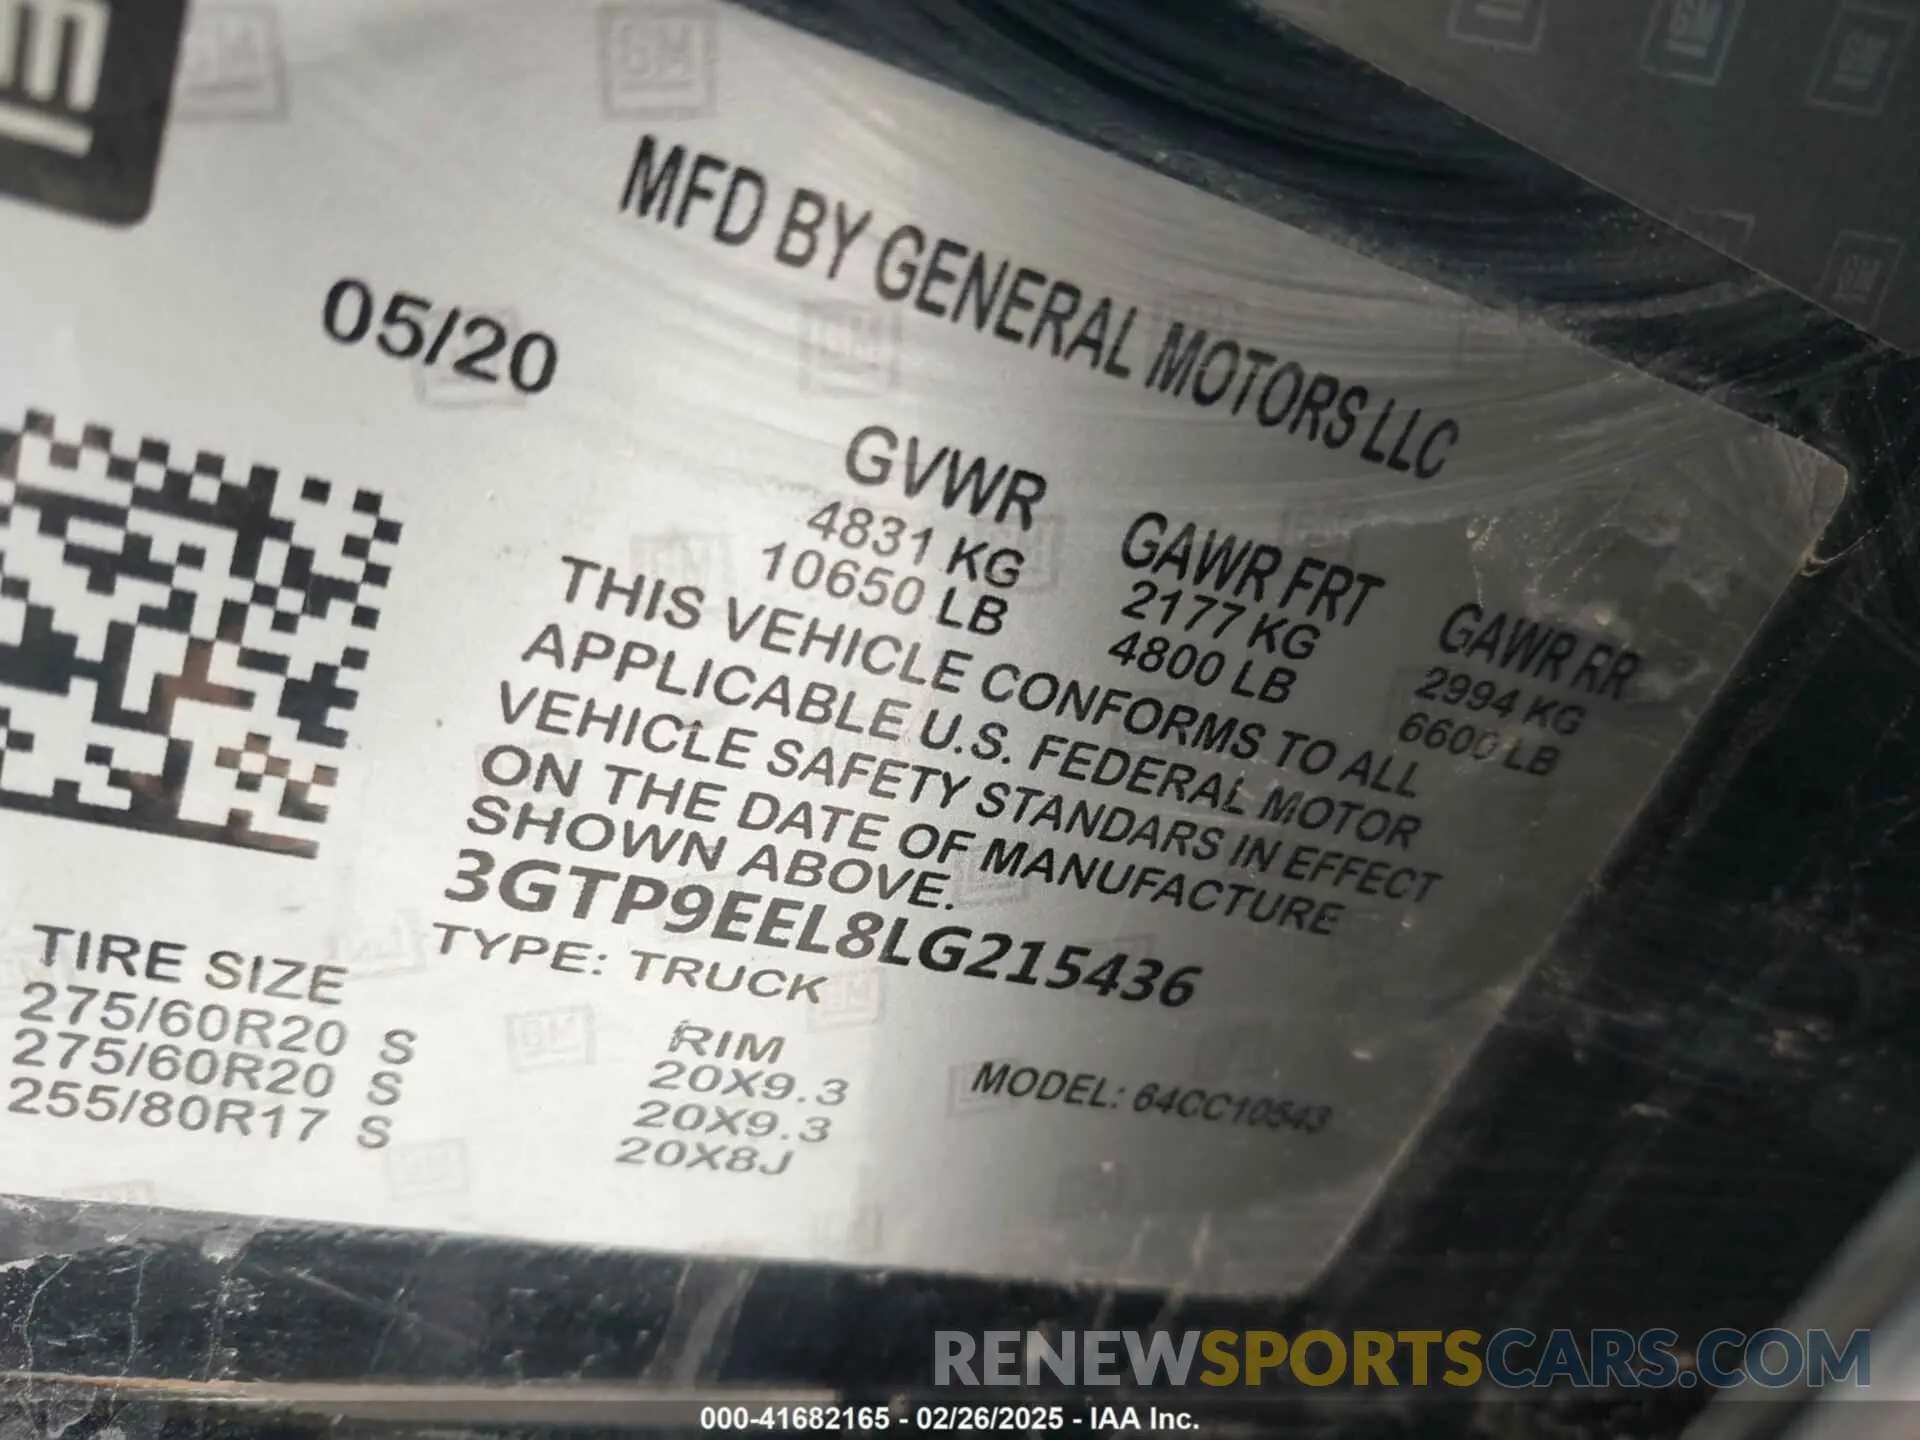 MFD BY GENERAL MOTORS LLC
05/20
GVWR GAWR FRT GAWR RR
4831 KG 2177 KG 2994 KG
10650 LB 4800 LB 6600 LB
THIS VEHICLE CONFORMS TO ALL
APPLICABLE U.S. FEDERAL MOTOR
VEHICLE SAFETY STANDARS IN EFFECT
ON THE DATE OF MANUFACTURE
SHOWN ABOVE.
3GTP9EEL8LG215436
TYPE: TRUCK
MODEL: 64CC10543
TIRE SIZE RIM
275/60R20 S 20X9.3
275/60R20 S 20X9.3
255/80R17 S 20X8J
RENEWSPORTSCARS.COM
000-41682165 - 02/26/2025 - IAA Inc.